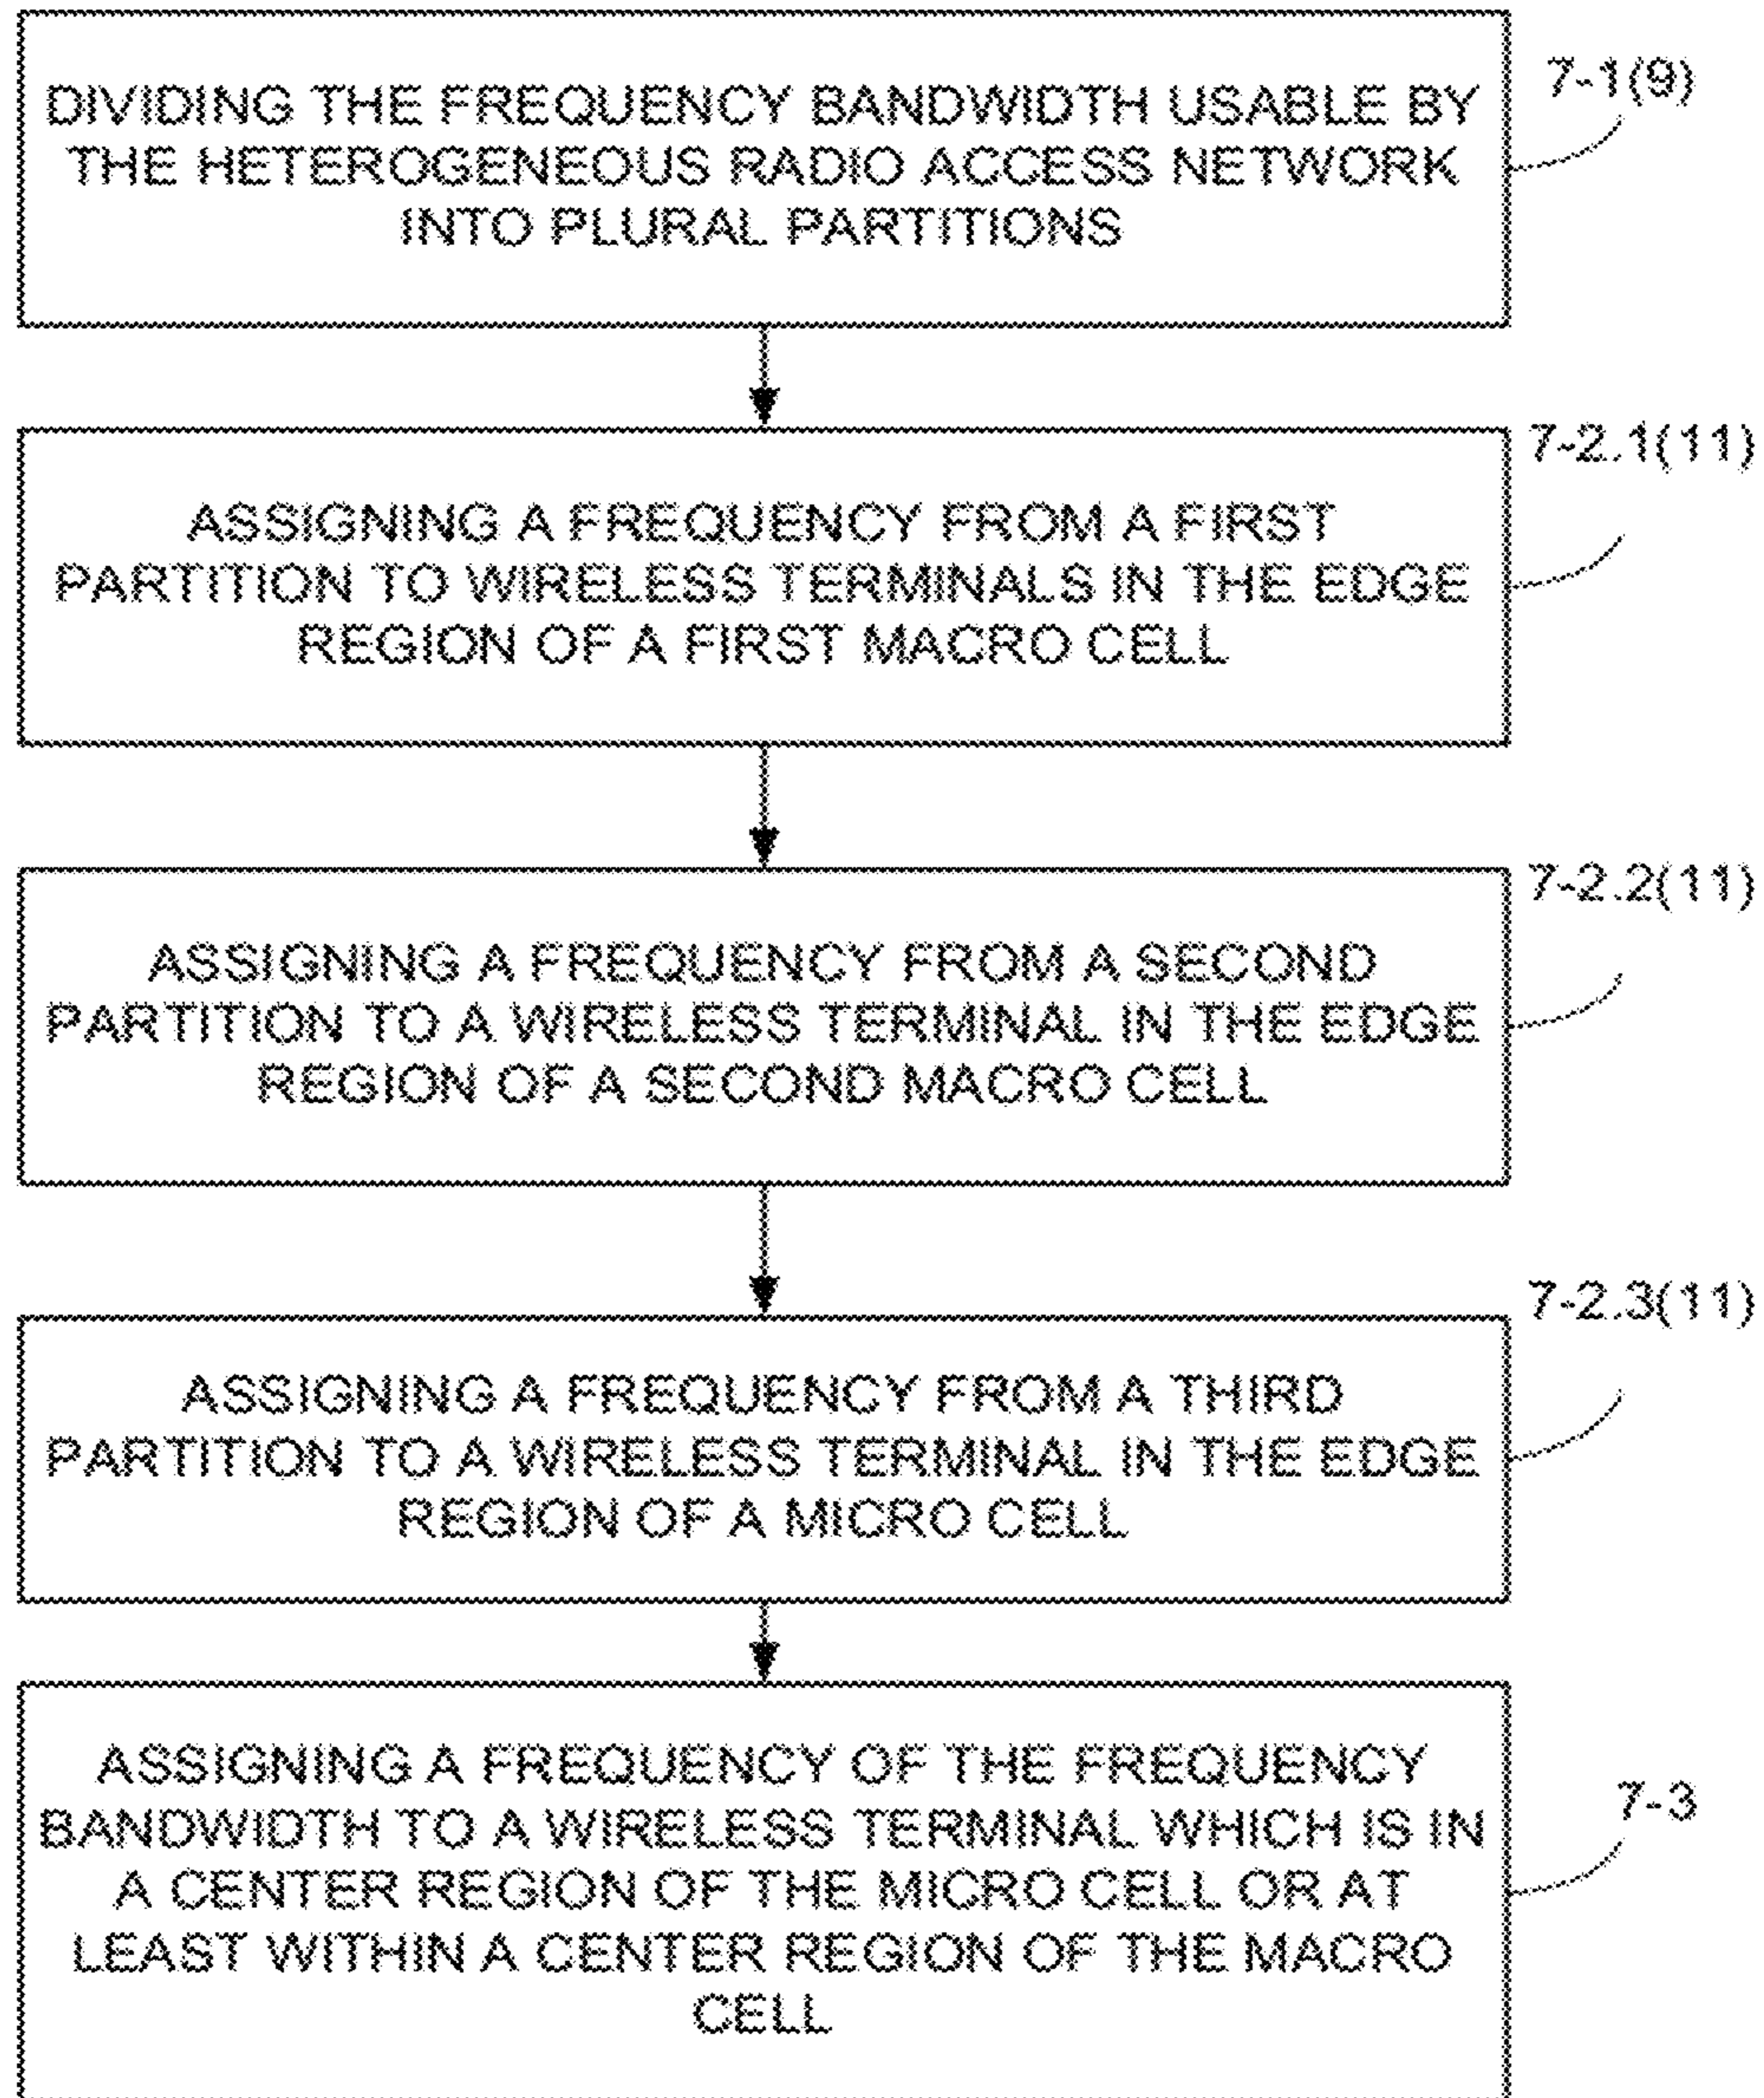 DIVIDING THE FREQUENCY BANDWIDTH USABLE BY
THE HETEROGENEOUS RADIO ACCESS NETWORK
INTO PLURAL PARTITIONS
7-1(9)
ASSIGNING A FREQUENCY FROM A FIRST
PARTITION TO WIRELESS TERMINALS IN THE EDGE
REGION OF A FIRST MACRO CELL
7-2.1(11)
ASSIGNING A FREQUENCY FROM A SECOND
PARTITION TO A WIRELESS TERMINAL IN THE EDGE
REGION OF A SECOND MACRO CELL
7-2.2(11)
ASSIGNING A FREQUENCY FROM A THIRD
PARTITION TO A WIRELESS TERMINAL IN THE EDGE
REGION OF A MICRO CELL
7-2.3(11)
ASSIGNING A FREQUENCY OF THE FREQUENCY
BANDWIDTH TO A WIRELESS TERMINAL WHICH IS IN
A CENTER REGION OF THE MICRO CELL OR AT
LEAST WITHIN A CENTER REGION OF THE MACRO
CELL
7-3